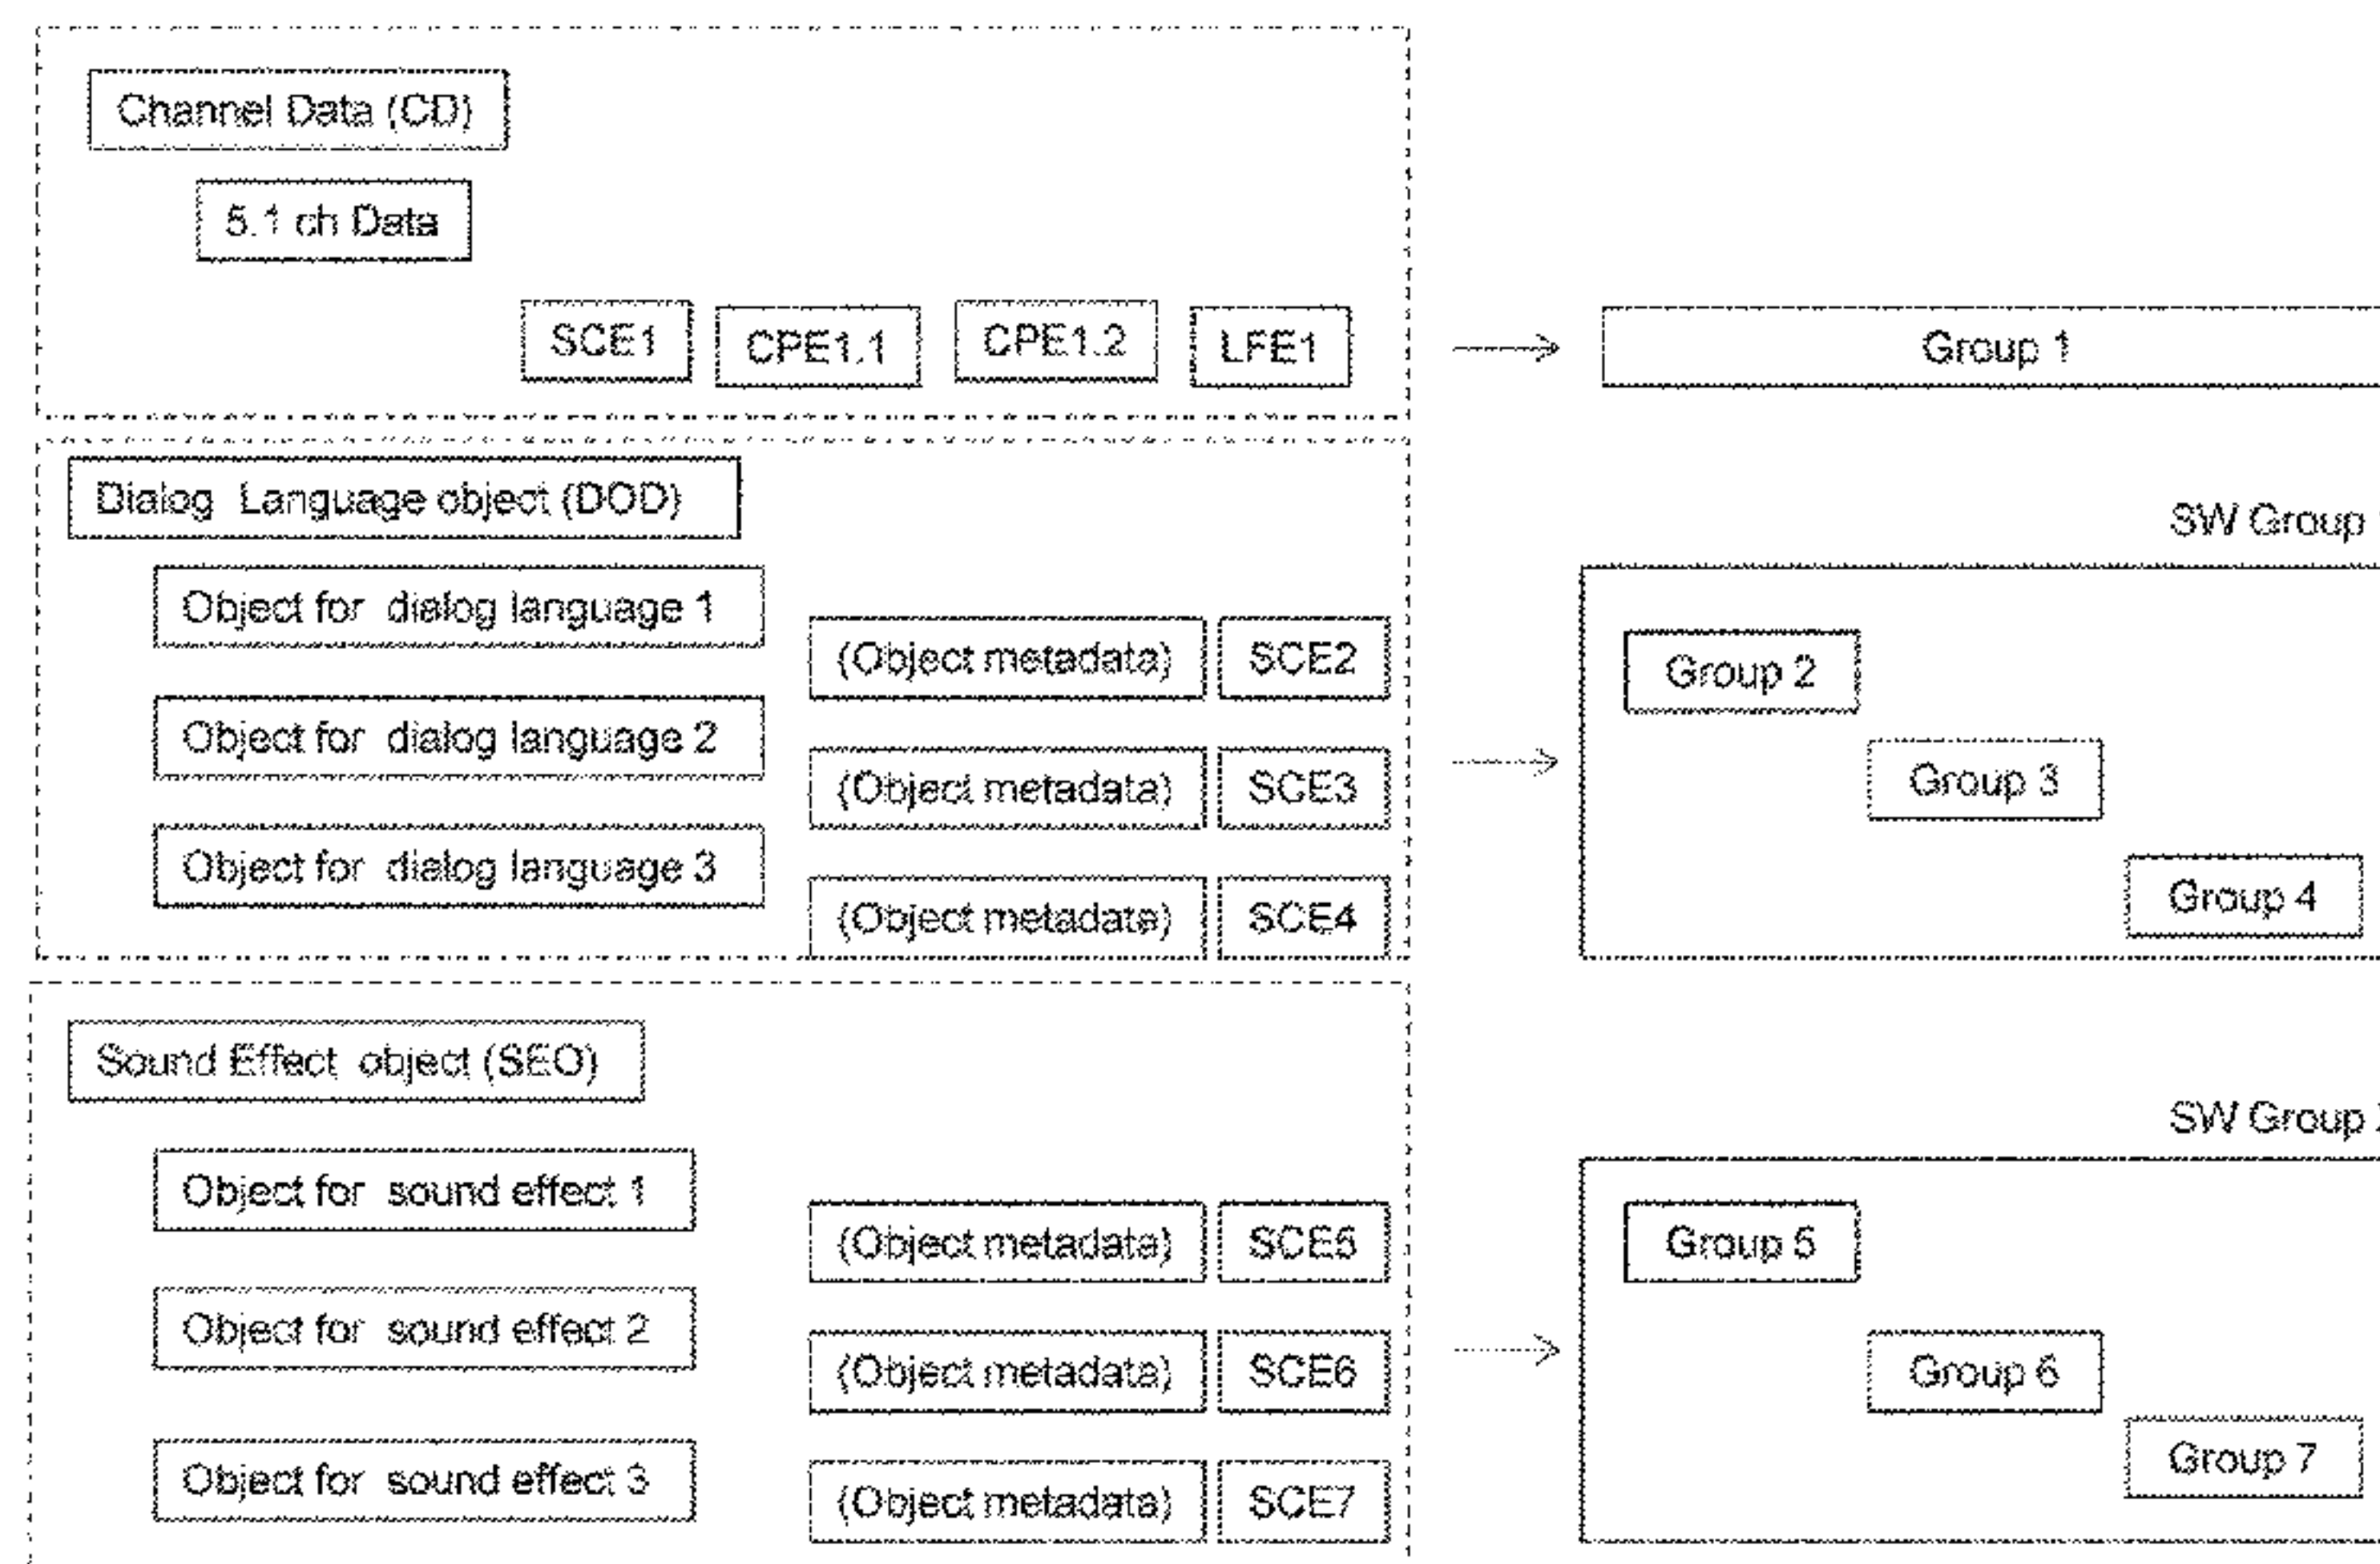 Channel Data (CD)
5.1 ch Data
SCE1 CPE1.1 CPE1.2 LFE1
Group 1
Dialog Language object (DOD)
SW Group
Object for dialog language 1
(Object metadata) SCE2
Group 2
Object for dialog language 2
(Object metadata) SCE3
Group 3
Object for dialog language 3
(Object metadata) SCE4
Group 4
Sound Effect object (SEO)
SW Group
Object for sound effect 1
(Object metadata) SCE5
Group 5
Object for sound effect 2
(Object metadata) SCE6
Group 6
Object for sound effect 3
(Object metadata) SCE7
Group 7